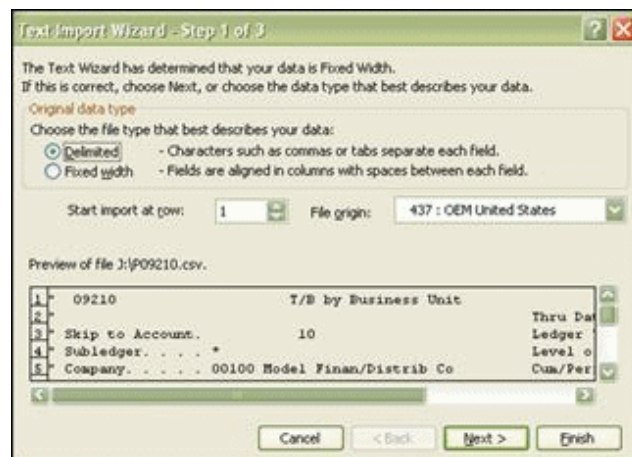 Text Import Wizard - Step 1 of 3
The Text Wizard has determined that your data is Fixed Width.
If this is correct, choose Next, or choose the data type that best describes your data.
Original data type
Choose the file type that best describes your data:
Delimited - Characters such as commas or tabs separate each field.
Fixed width - Fields are aligned in columns with spaces between each field.
Start import at row: 1 File origin: 437 : OEM United States
Preview of file J:\P09210.csv.
1 " 09210 T/B by Business Unit
2 " Thru Dat
3 " Skip to Account. 10 Ledger
4 " Subledger. . . . * Level o
5 " Company. . . . . 00100 Model Finan/Distrib Co Cum/Per
Cancel < Back Next > Finish